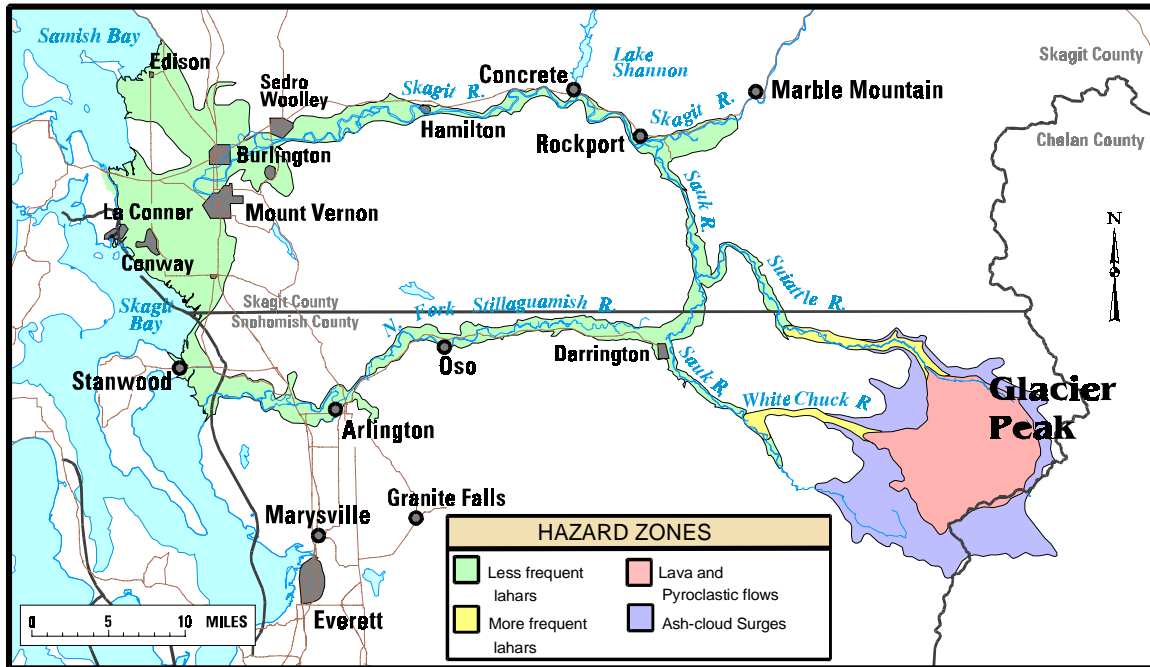 Samish Bay
Edison
Sedro
Woolley
Skagit R.
Concrete
Lake
Shannon
Skagit County
Marble Mountain
Hamilton
Skagit R.
Rockport
Chelan County
Burlington
Mount Vernon
La Conner
Conway
Sauk R.
N
Suiattle R.
Skagit
Bay
Skagit County
Snohomish County
N. Fork Stillaguamish R.
Stanwood
Oso
Darrington
Sauk R.
White Chuck R
Glacier
Peak
Arlington
Granite Falls
Marysville
Everett
0 5 10 MILES
HAZARD ZONES
Less frequent
lahars
Lava and
Pyroclastic flows
More frequent
lahars
Ash-cloud Surges